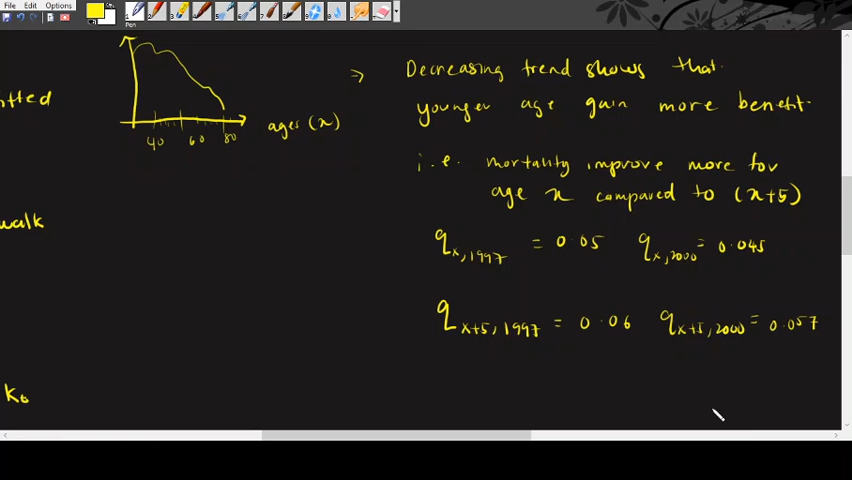 File Edit Options
Pen
Decreasing trend shows that
younger age gain more benefit.
40 60 80 ages (x)
i.e. mortality improve more for
age x compared to (x+5)
walk
q x,1997 = 0.05 q x,2000 = 0.045
q x+5,1997 = 0.06 q x+5,2000 = 0.057